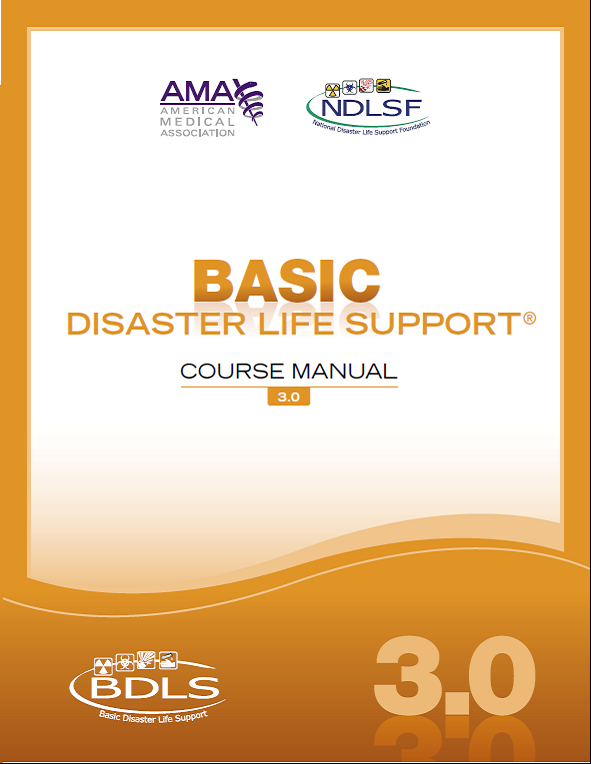 AMA
AMERICAN
MEDICAL
ASSOCIATION
NDLSF
National Disaster Life Support Foundation
BASIC
DISASTER LIFE SUPPORT®
COURSE MANUAL
3.0
BDLS
Basic Disaster Life Support
3.0